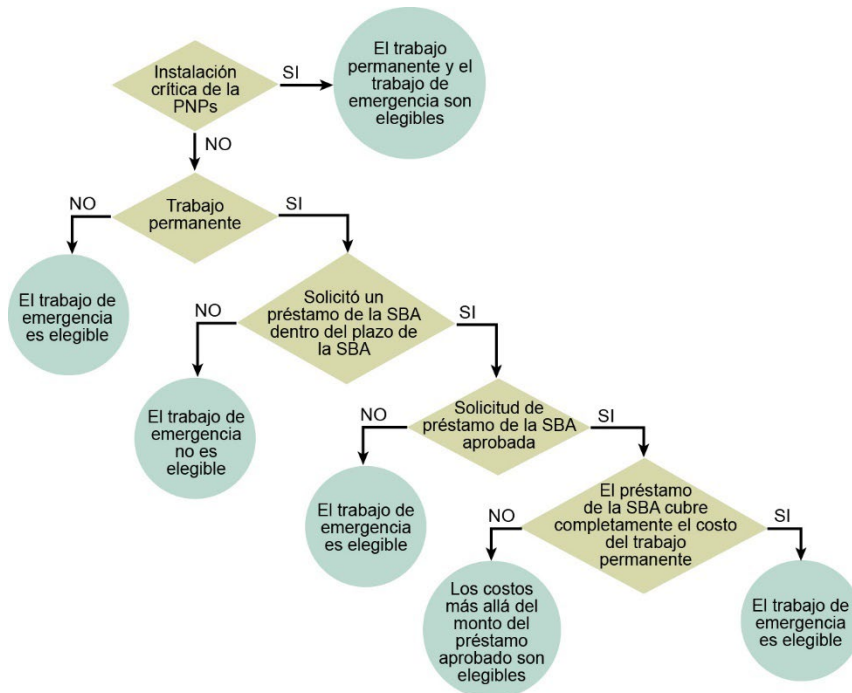 Instalación
crítica de la
PNPs
SI
El trabajo
permanente y el
trabajo de
emergencia son
elegibles
NO
NO
Trabajo
permanente
SI
El trabajo de
emergencia
es elegible
NO
Solicitó un
préstamo de la SBA
dentro del plazo de
la SBA
SI
El trabajo de
emergencia
no es
elegible
NO
Solicitud de
préstamo de la SBA
aprobada
SI
El trabajo de
emergencia
es elegible
NO
El préstamo
de la SBA cubre
completamente el costo
del trabajo
permanente
SI
Los costos
más allá del
monto del
préstamo
aprobado son
elegibles
El trabajo de
emergencia
es elegible